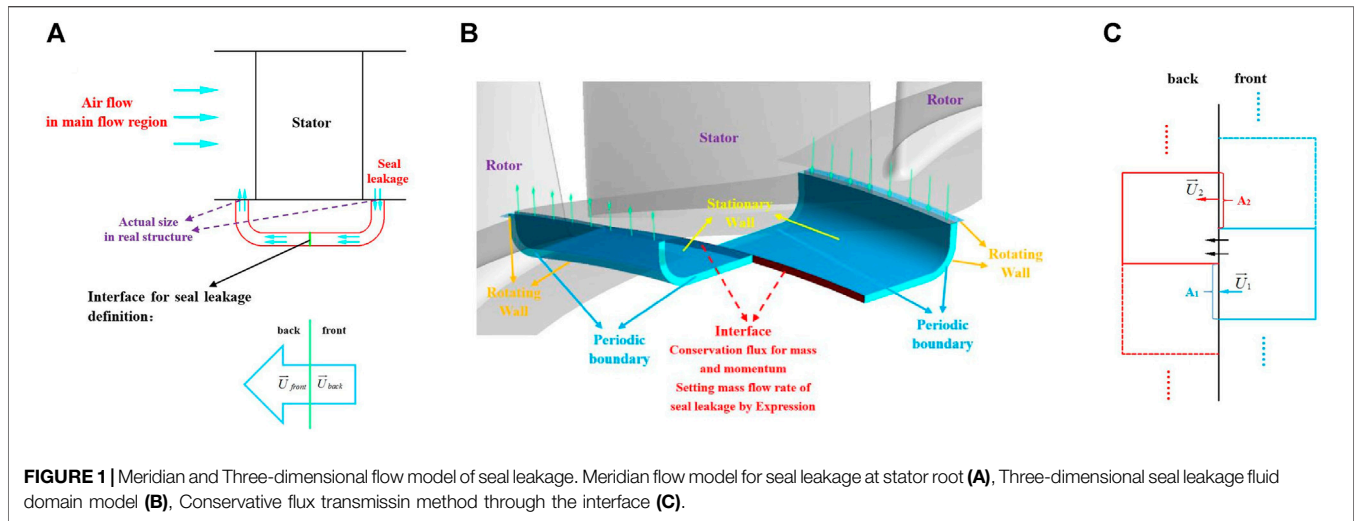 A
Air flow
in main flow region
Stator
Seal
leakage
Actual size
in real structure
Interface for seal leakage
definition:
back front
U front U back
B
Rotor
Stator
Rotor
Stationary
Wall
Rotating
Wall
Rotating
Wall
Periodic
boundary
Interface
Conservation flux for mass
and momentum
Setting mass flow rate of
seal leakage by Expression
Periodic
boundary
C
back front
U2
A2
A1
U1
FIGURE 1 | Meridian and Three-dimensional flow model of seal leakage. Meridian flow model for seal leakage at stator root (A), Three-dimensional seal leakage fluid
domain model (B), Conservative flux transmissin method through the interface (C).